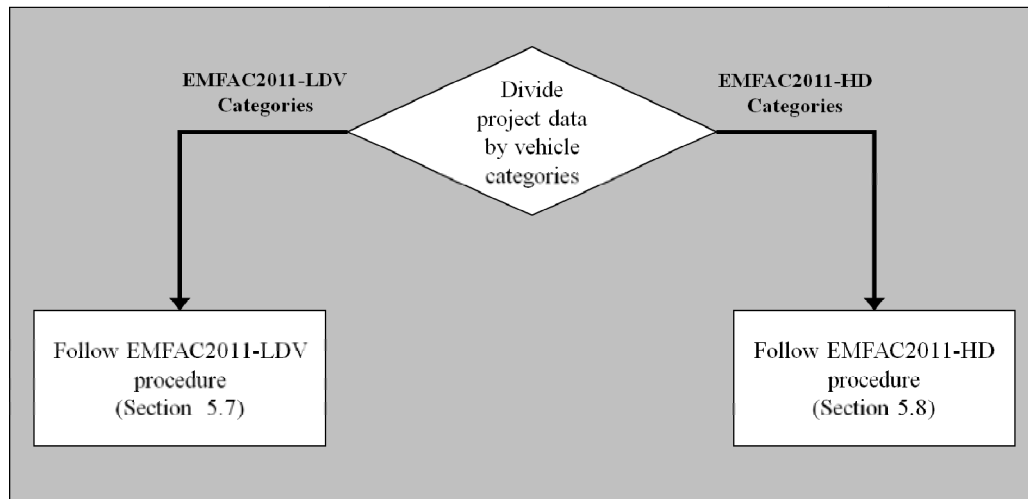 EMFAC2011-LDV
Categories
Divide
project data
by vehicle
categories
EMFAC2011-HD
Categories
Follow EMFAC2011-LDV
procedure
(Section 5.7)
Follow EMFAC2011-HD
procedure
(Section 5.8)